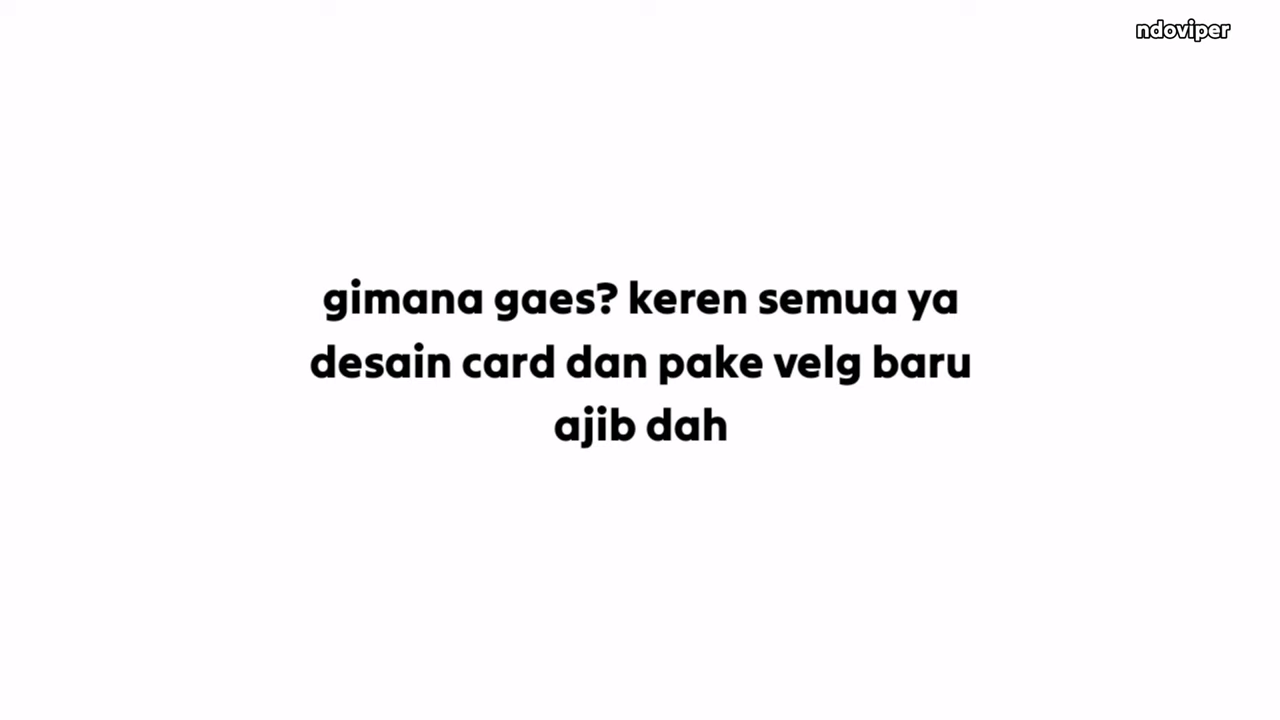 ndoviper
gimana gaes? keren semua ya
desain card dan pake velg baru
ajib dah